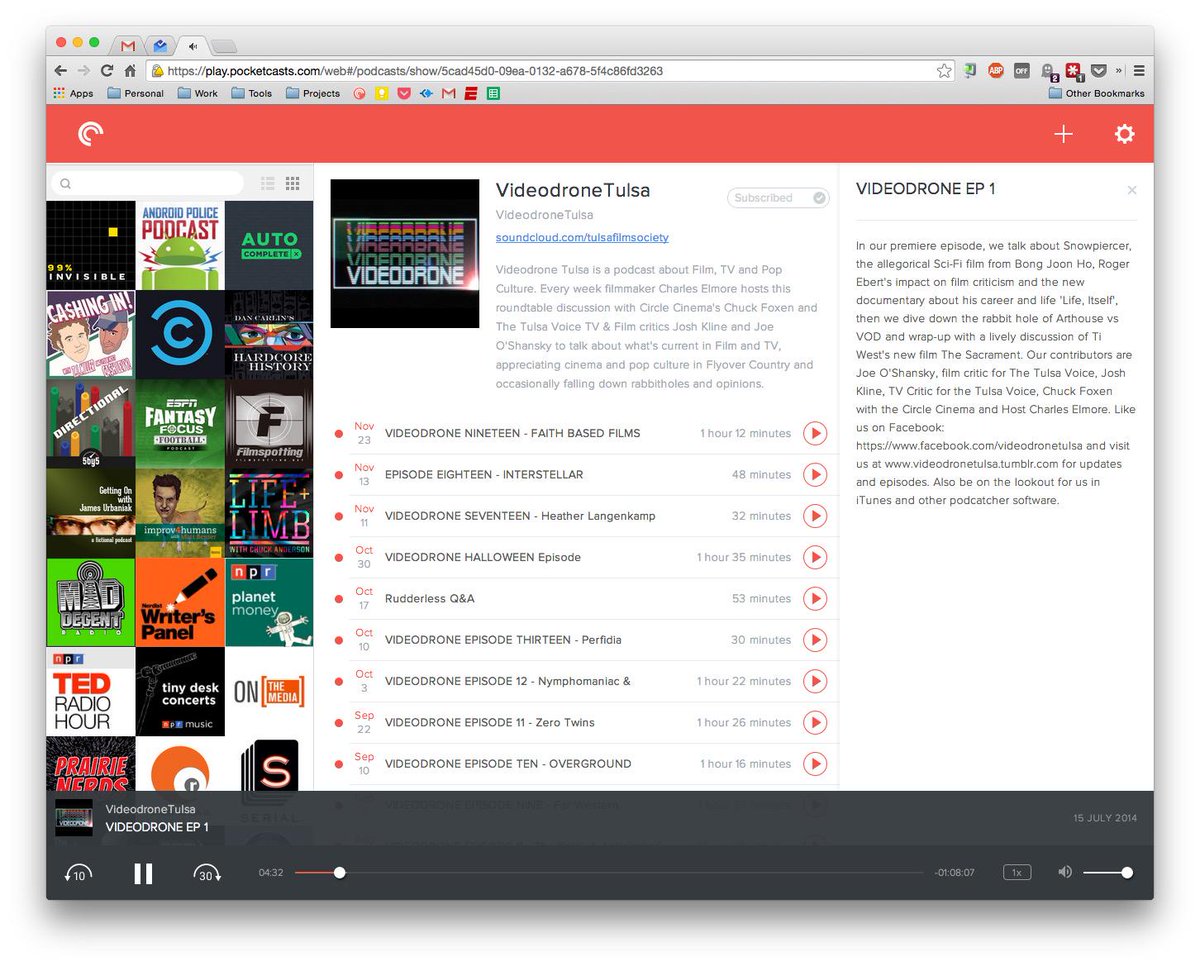 https://play.pocketcasts.com/web#/podcasts/show/5cad45d0-09ea-0132-a678-5f4c86fd3263
ABP
OFF
2
1
»
Apps
Personal
Work
Tools
Projects
Other Bookmarks
99%
INVISIBLE
ANDROID POLICE
PODCAST
AUTO
COMPLETE
CASHING IN!
DAN CARLIN'S
HARDCORE
HISTORY
DIRECTIONAL
5by5
ESPN
FANTASY
FOCUS
FOOTBALL
PODCAST
F
Filmspotting
Getting On
with
James Urbaniak
a fictional podcast
improv4humans
with Matt Besser
LIFE+
LIMB
WITH CHUCK ANDERSON
MAD
DECENT
RADIO
Nerdist
Writer's
Panel
npr
planet
money
npr
TED
RADIO
HOUR
tiny desk
concerts
npr music
ON THE MEDIA
PRAIRIE
NERDS
r
S
SERIAL
VIDEODRONE
VideodroneTulsa
Subscribed
VideodroneTulsa
soundcloud.com/tulsafilmsociety
Videodrone Tulsa is a podcast about Film, TV and Pop
Culture. Every week filmmaker Charles Elmore hosts this
roundtable discussion with Circle Cinema's Chuck Foxen and
The Tulsa Voice TV & Film critics Josh Kline and Joe
O'Shansky to talk about what's current in Film and TV,
appreciating cinema and pop culture in Flyover Country and
occasionally falling down rabbitholes and opinions.
Nov
23
VIDEODRONE NINETEEN - FAITH BASED FILMS
1 hour 12 minutes
Nov
13
EPISODE EIGHTEEN - INTERSTELLAR
48 minutes
Nov
11
VIDEODRONE SEVENTEEN - Heather Langenkamp
32 minutes
Oct
30
VIDEODRONE HALLOWEEN Episode
1 hour 35 minutes
Oct
17
Rudderless Q&A
53 minutes
Oct
10
VIDEODRONE EPISODE THIRTEEN - Perfidia
30 minutes
Oct
3
VIDEODRONE EPISODE 12 - Nymphomaniac &
1 hour 22 minutes
Sep
22
VIDEODRONE EPISODE 11 - Zero Twins
1 hour 26 minutes
Sep
10
VIDEODRONE EPISODE TEN - OVERGROUND
1 hour 16 minutes
VIDEODRONE EPISODE NINE - Far Western
VIDEODRONE EP 1
In our premiere episode, we talk about Snowpiercer,
the allegorical Sci-Fi film from Bong Joon Ho, Roger
Ebert's impact on film criticism and the new
documentary about his career and life 'Life, Itself',
then we dive down the rabbit hole of Arthouse vs
VOD and wrap-up with a lively discussion of Ti
West's new film The Sacrament. Our contributors are
Joe O'Shansky, film critic for The Tulsa Voice, Josh
Kline, TV Critic for the Tulsa Voice, Chuck Foxen
with the Circle Cinema and Host Charles Elmore. Like
us on Facebook:
https://www.facebook.com/videodronetulsa and visit
us at www.videodronetulsa.tumblr.com for updates
and episodes. Also be on the lookout for us in
iTunes and other podcatcher software.
VideodroneTulsa
VIDEODRONE EP 1
15 JULY 2014
10
30
04:32
-01:08:07
1x